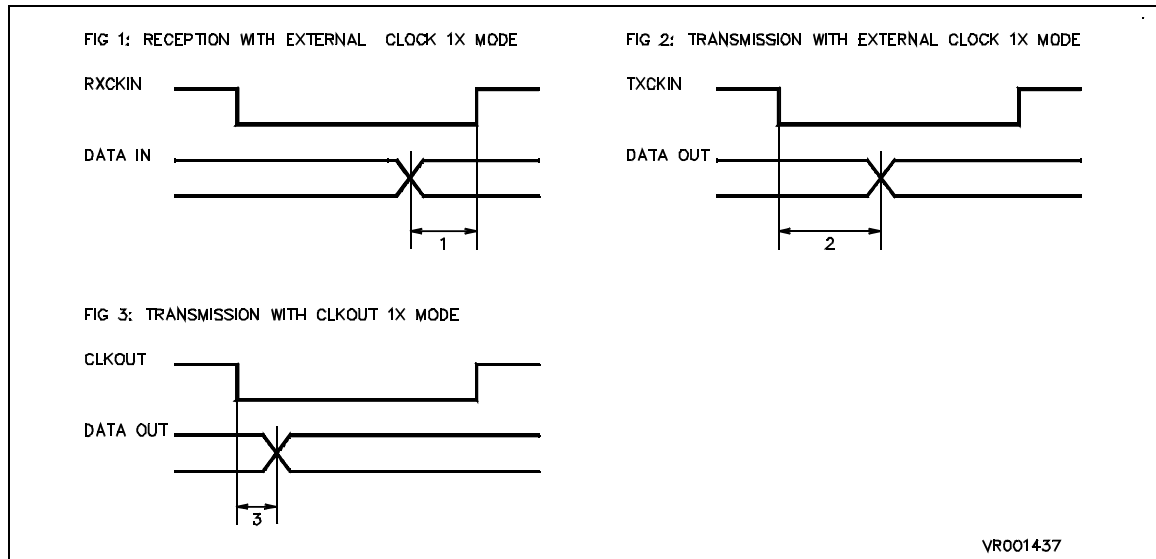 FIG 1: RECEPTION WITH EXTERNAL CLOCK 1X MODE
RXCKIN
DATA IN
1
FIG 2: TRANSMISSION WITH EXTERNAL CLOCK 1X MODE
TXCKIN
DATA OUT
2
FIG 3: TRANSMISSION WITH CLKOUT 1X MODE
CLKOUT
DATA OUT
3
VR001437